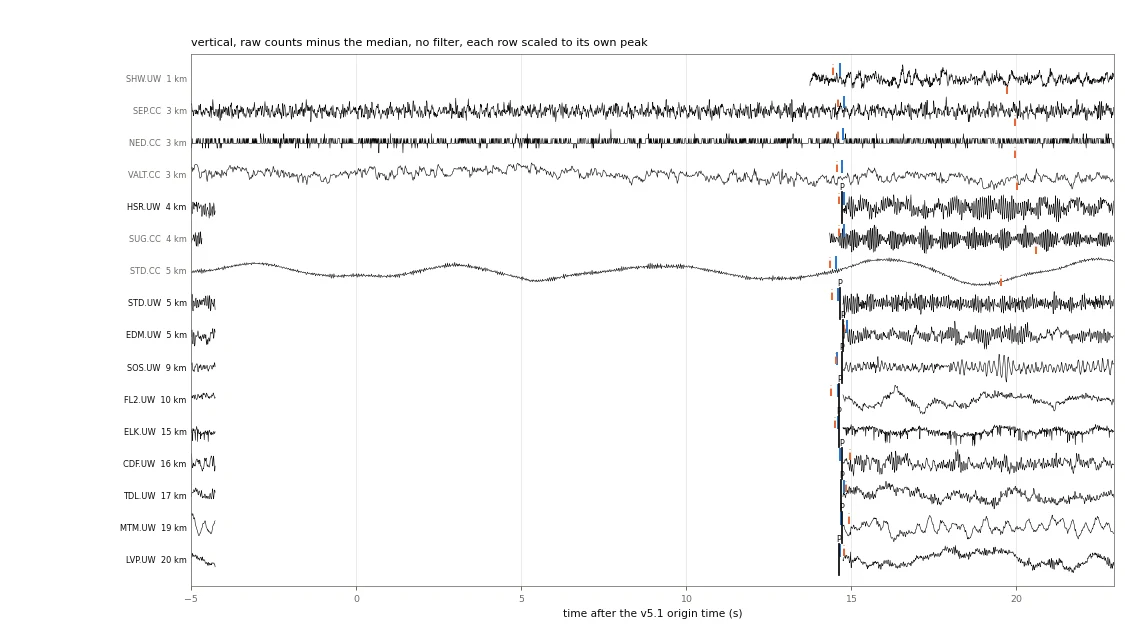 vertical, raw counts minus the median, no filter, each row scaled to its own peak
SHW.UW 1 km
SEP.CC 3 km
NED.CC 3 km
VALT.CC 3 km
P
HSR.UW 4 km
SUG.CC 4 km
STD.CC 5 km
P
STD.UW 5 km
P
EDM.UW 5 km
P
SOS.UW 9 km
P
FL2.UW 10 km
P
ELK.UW 15 km
P
CDF.UW 16 km
P
TDL.UW 17 km
P
MTM.UW 19 km
P
LVP.UW 20 km
−5 0 5 10 15 20
time after the v5.1 origin time (s)